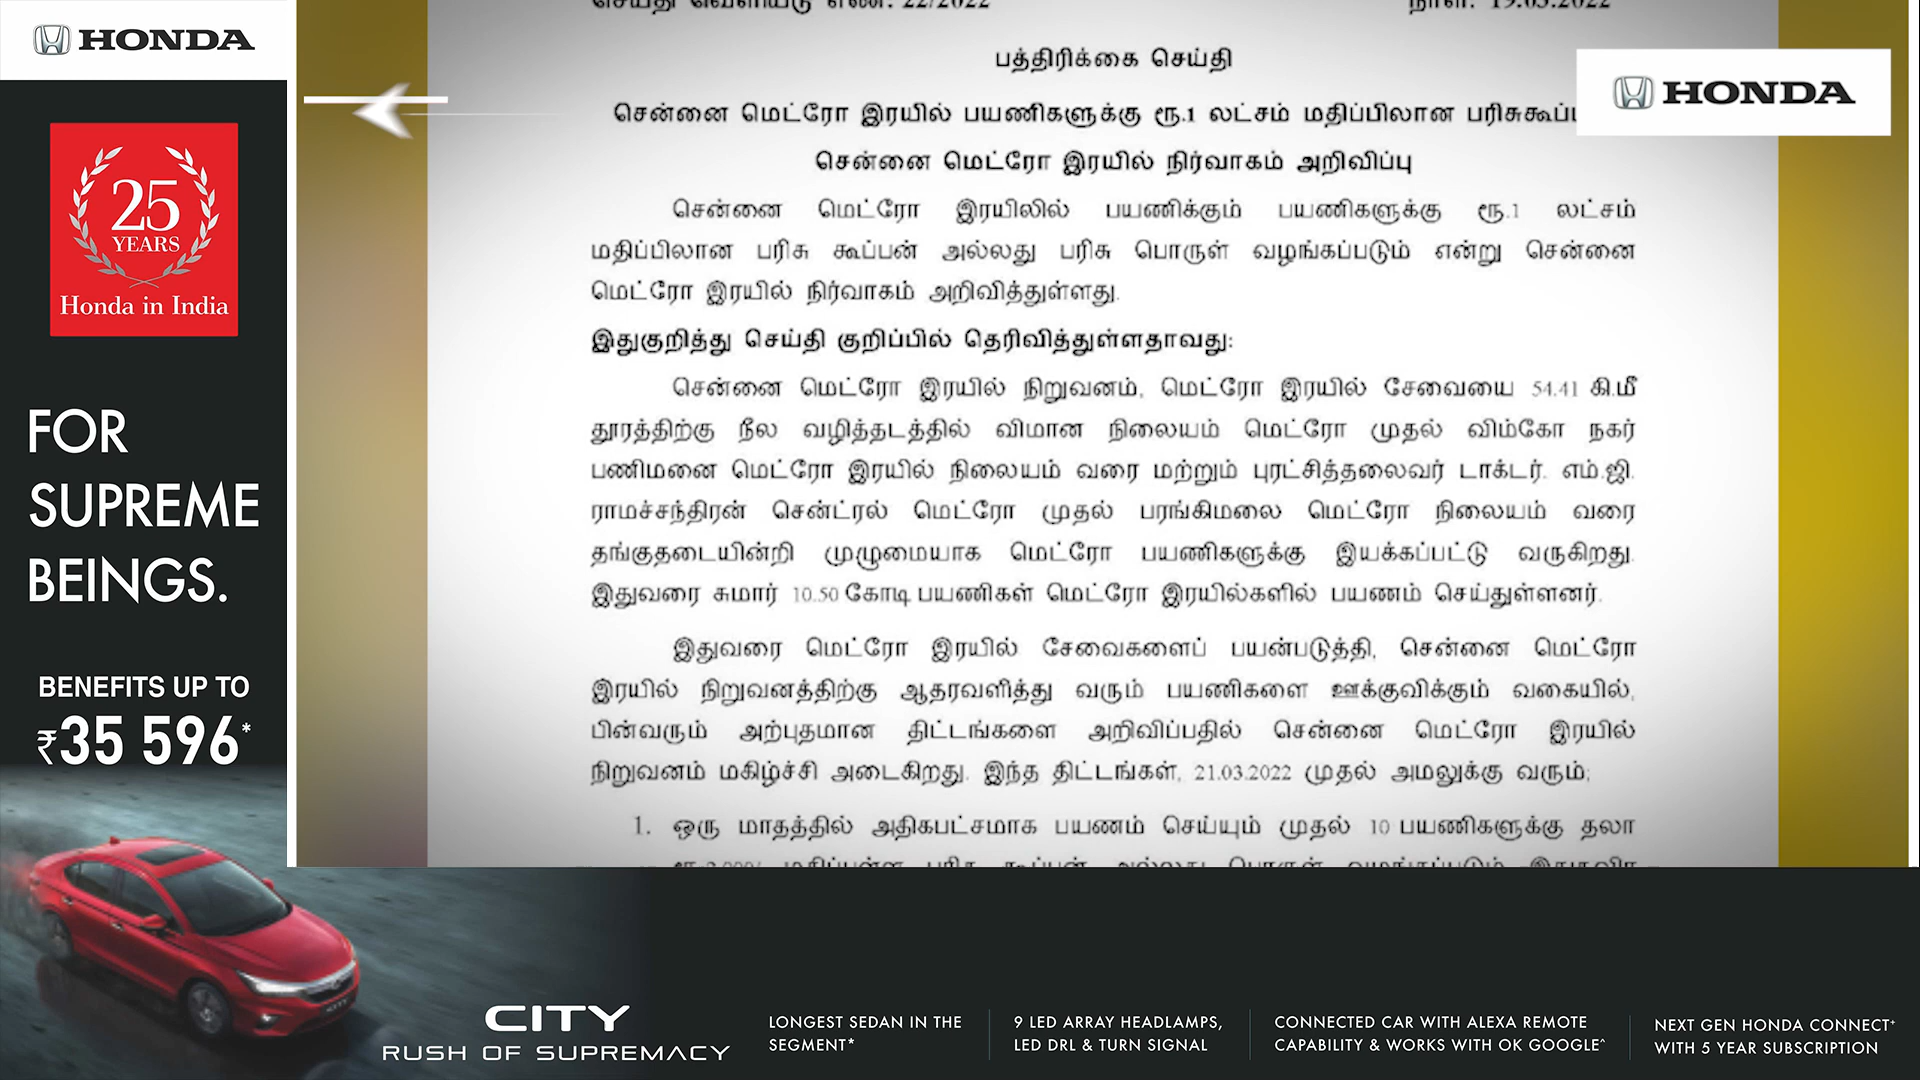 HONDA
25
YEARS
Honda in India
FOR
SUPREME
BEINGS.
BENEFITS UP TO
₹35 596*
செய்தி வெளியீடு எண்: 22/2022 நாள்: 19.03.2022
பத்திரிக்கை செய்தி
சென்னை மெட்ரோ இரயில் பயணிகளுக்கு ரூ.1 லட்சம் மதிப்பிலான
HONDA
சென்னை மெட்ரோ இரயில் நிர்வாகம் அறிவிப்பு
சென்னை மெட்ரோ இரயிலில் பயணிக்கும் பயணிகளுக்கு ரூ.1 லட்சம்
மதிப்பிலான பரிசு கூப்பன் அல்லது பரிசு பொருள் வழங்கப்படும் என்று சென்னை
மெட்ரோ இரயில் நிர்வாகம் அறிவித்துள்ளது.
இதுகுறித்து செய்தி குறிப்பில் தெரிவித்துள்ளதாவது:
சென்னை மெட்ரோ இரயில் நிறுவனம், மெட்ரோ இரயில் சேவையை 54.41 கி.மீ
தூரத்திற்கு நீல வழித்தடத்தில் விமான நிலையம் மெட்ரோ முதல் விம்கோ நகர்
பணிமனை மெட்ரோ இரயில் நிலையம் வரை மற்றும் புரட்சித்தலைவர் டாக்டர். எம்.ஜி.
ராமச்சந்திரன் சென்ட்ரல் மெட்ரோ முதல் பரங்கிமலை மெட்ரோ நிலையம் வரை
தங்குதடையின்றி முழுமையாக மெட்ரோ பயணிகளுக்கு இயக்கப்பட்டு வருகிறது.
இதுவரை சுமார் 10.50 கோடி பயணிகள் மெட்ரோ இரயில்களில் பயணம் செய்துள்ளனர்.
இதுவரை மெட்ரோ இரயில் சேவைகளைப் பயன்படுத்தி, சென்னை மெட்ரோ
இரயில் நிறுவனத்திற்கு ஆதரவளித்து வரும் பயணிகளை ஊக்குவிக்கும் வகையில்,
பின்வரும் அற்புதமான திட்டங்களை அறிவிப்பதில் சென்னை மெட்ரோ இரயில்
நிறுவனம் மகிழ்ச்சி அடைகிறது. இந்த திட்டங்கள், 21.03.2022 முதல் அமலுக்கு வரும்;
1. ஒரு மாதத்தில் அதிகபட்சமாக பயணம் செய்யும் முதல் 10 பயணிகளுக்கு தலா
CITY
RUSH OF SUPREMACY
LONGEST SEDAN IN THE
SEGMENT*
9 LED ARRAY HEADLAMPS,
LED DRL & TURN SIGNAL
CONNECTED CAR WITH ALEXA REMOTE
CAPABILITY & WORKS WITH OK GOOGLE^
NEXT GEN HONDA CONNECT+
WITH 5 YEAR SUBSCRIPTION